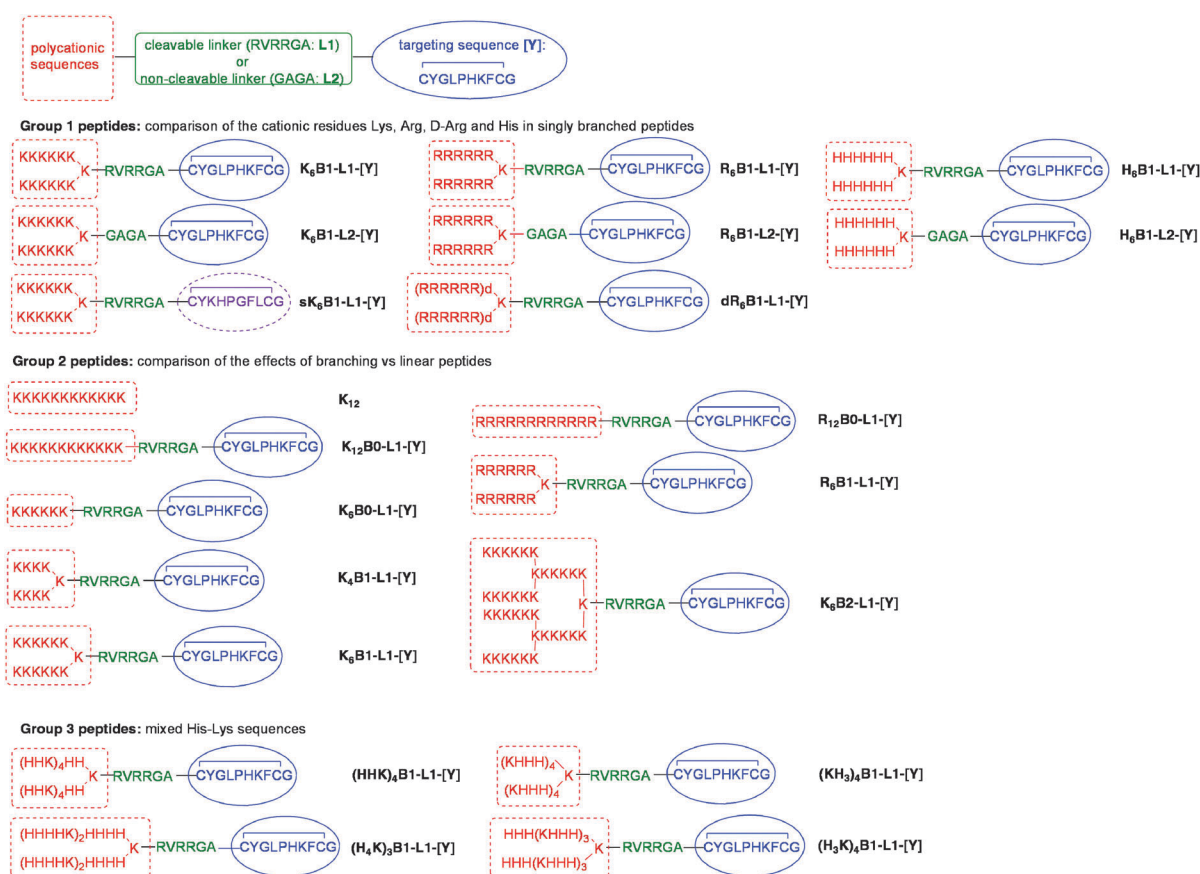 polycationic
sequences
cleavable linker (RVRRGA: L1)
or
non-cleavable linker (GAGA: L2)
targeting sequence [Y]:
CYGLPHKFCG
Group 1 peptides: comparison of the cationic residues Lys, Arg, D-Arg and His in singly branched peptides
KKKKKK
KKKKKK
K
RVRRGA
CYGLPHKFCG
K₆B1-L1-[Y]
RRRRRR
RRRRRR
K
RVRRGA
CYGLPHKFCG
R₆B1-L1-[Y]
HHHHHH
HHHHHH
K
RVRRGA
CYGLPHKFCG
H₆B1-L1-[Y]
KKKKKK
KKKKKK
K
GAGA
CYGLPHKFCG
K₆B1-L2-[Y]
RRRRRR
RRRRRR
K
GAGA
CYGLPHKFCG
R₆B1-L2-[Y]
HHHHHH
HHHHHH
K
GAGA
CYGLPHKFCG
H₆B1-L2-[Y]
KKKKKK
KKKKKK
K
RVRRGA
CYKHPGFLCG
sK₆B1-L1-[Y]
(RRRRRR)d
(RRRRRR)d
K
RVRRGA
CYGLPHKFCG
dR₆B1-L1-[Y]
Group 2 peptides: comparison of the effects of branching vs linear peptides
KKKKKKKKKKKK
K₁₂
KKKKKKKKKKKK
RVRRGA
CYGLPHKFCG
K₁₂B0-L1-[Y]
KKKKKK
RVRRGA
CYGLPHKFCG
K₆B0-L1-[Y]
KKKK
KKKK
K
RVRRGA
CYGLPHKFCG
K₄B1-L1-[Y]
KKKKKK
KKKKKK
K
RVRRGA
CYGLPHKFCG
K₆B1-L1-[Y]
RRRRRRRRRRRR
RVRRGA
CYGLPHKFCG
R₁₂B0-L1-[Y]
RRRRRR
RRRRRR
K
RVRRGA
CYGLPHKFCG
R₆B1-L1-[Y]
KKKKKK
KKKKKK
KKKKKK
KKKKKK
KKKKKK
KKKKKK
K
RVRRGA
CYGLPHKFCG
K₆B2-L1-[Y]
Group 3 peptides: mixed His-Lys sequences
(HHK)₄HH
(HHK)₄HH
K
RVRRGA
CYGLPHKFCG
(HHK)₄B1-L1-[Y]
(KHHH)₄
(KHHH)₄
K
RVRRGA
CYGLPHKFCG
(KH₃)₄B1-L1-[Y]
(HHHHK)₂HHHH
(HHHHK)₂HHHH
K
RVRRGA
CYGLPHKFCG
(H₄K)₃B1-L1-[Y]
HHH(KHHH)₃
HHH(KHHH)₃
K
RVRRGA
CYGLPHKFCG
(H₃K)₄B1-L1-[Y]